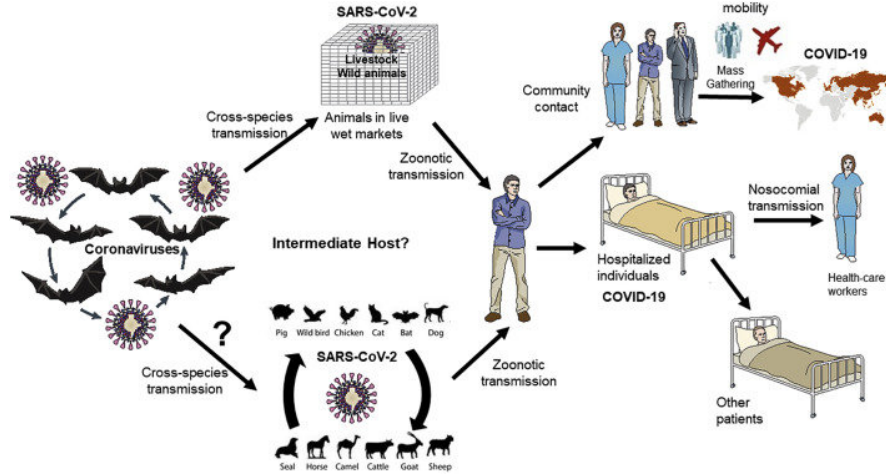 SARS-CoV-2
Livestock
Wild animals
Animals in live
wet markets
Cross-species
transmission
Zoonotic
transmission
Community
contact
mobility
Mass
Gathering
COVID-19
Coronaviruses
Intermediate Host?
Hospitalized
individuals
COVID-19
Nosocomial
transmission
Health-care
workers
?
Cross-species
transmission
Pig Wild bird Chicken Cat Bat Dog
SARS-CoV-2
Seal Horse Camel Cattle Goat Sheep
Zoonotic
transmission
Other
patients